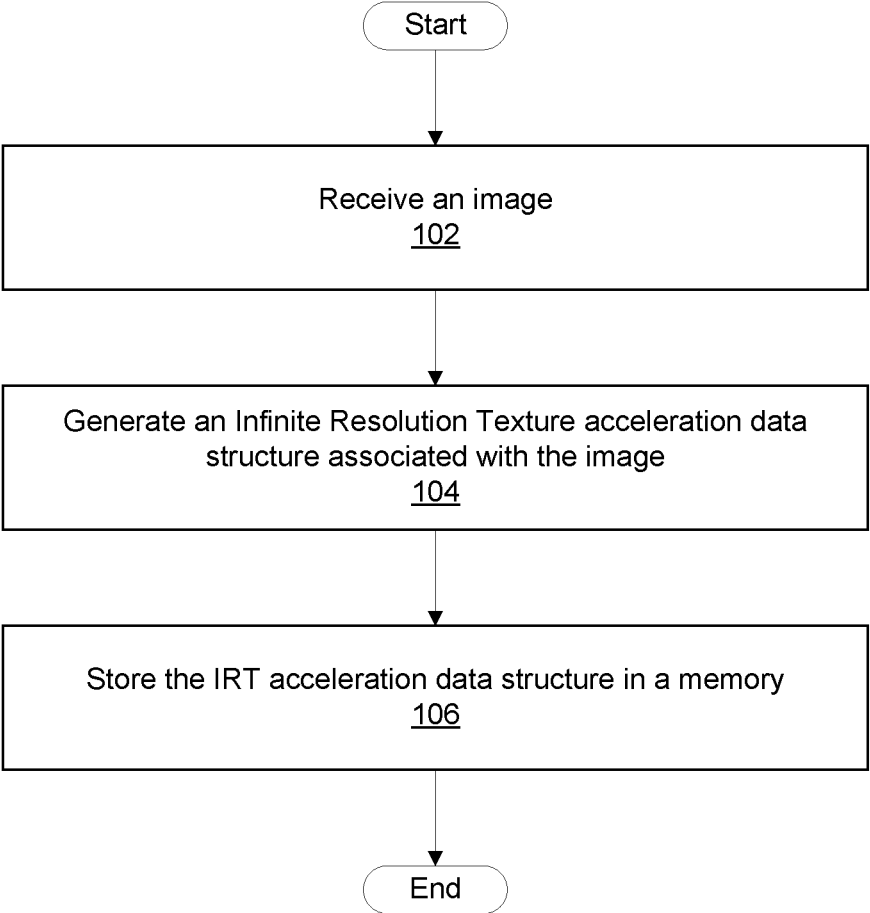 Start
Receive an image
102
Generate an Infinite Resolution Texture acceleration data
structure associated with the image
104
Store the IRT acceleration data structure in a memory
106
End